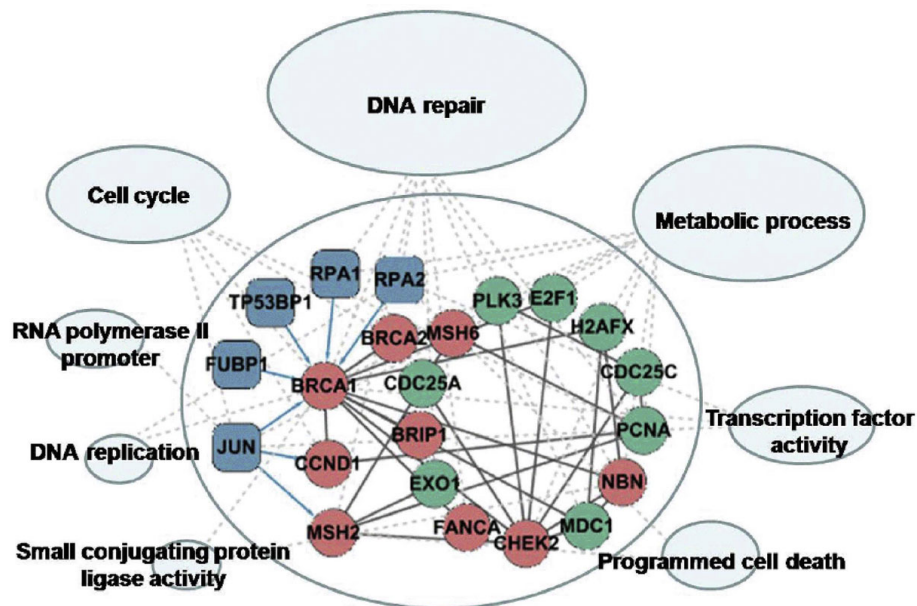 DNA repair
Cell cycle
Metabolic process
RPA1
RPA2
TP53BP1
PLK3
E2F1
RNA polymerase II
promoter
BRCA2
MSH6
H2AFX
FUBP1
BRCA1
CDC25A
CDC25C
Transcription factor
activity
DNA replication
JUN
BRIP1
PCNA
CCND1
EXO1
NBN
Small conjugating protein
ligase activity
MSH2
FANCA
CHEK2
MDC1
Programmed cell death